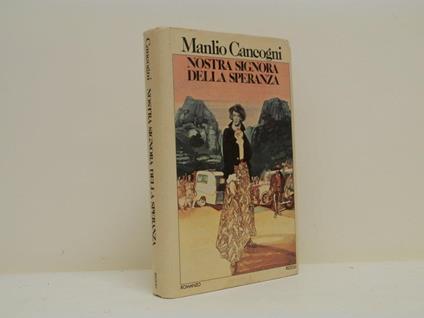 Manlio Cancogni
NOSTRA SIGNORA
DELLA SPERANZA
ROMANZO
Cancogni NOSTRA SIGNORA DELLA SPERANZA